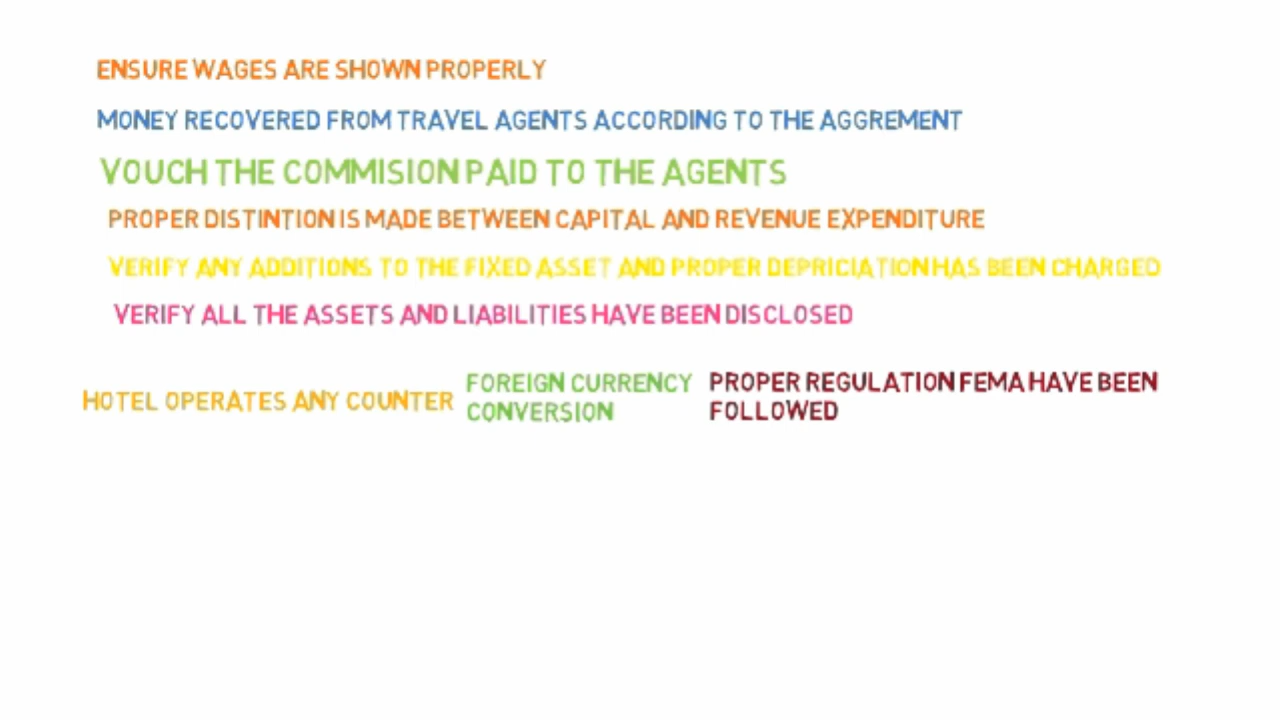 ENSURE WAGES ARE SHOWN PROPERLY
MONEY RECOVERED FROM TRAVEL AGENTS ACCORDING TO THE AGGREMENT
VOUCH THE COMMISION PAID TO THE AGENTS
PROPER DISTINTION IS MADE BETWEEN CAPITAL AND REVENUE EXPENDITURE
VERIFY ANY ADDITIONS TO THE FIXED ASSET AND PROPER DEPRICIATION HAS BEEN CHARGED
VERIFY ALL THE ASSETS AND LIABILITIES HAVE BEEN DISCLOSED
HOTEL OPERATES ANY COUNTER
FOREIGN CURRENCY
CONVERSION
PROPER REGULATION FEMA HAVE BEEN
FOLLOWED